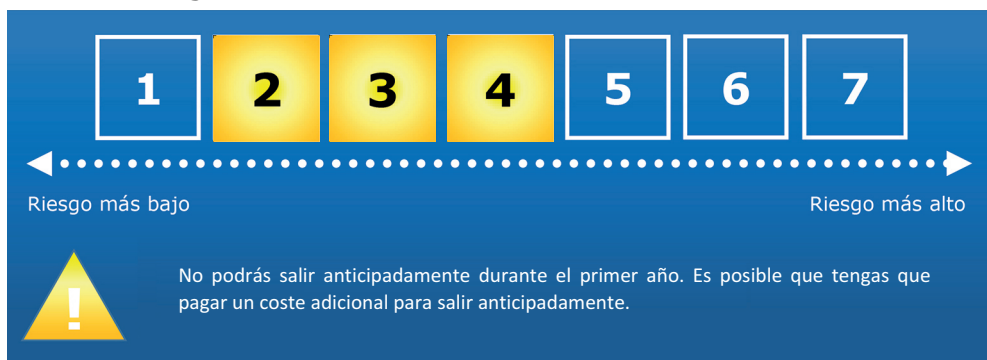 1 2 3 4 5 6 7
Riesgo más bajo Riesgo más alto
No podrás salir anticipadamente durante el primer año. Es posible que tengas que
pagar un coste adicional para salir anticipadamente.
!